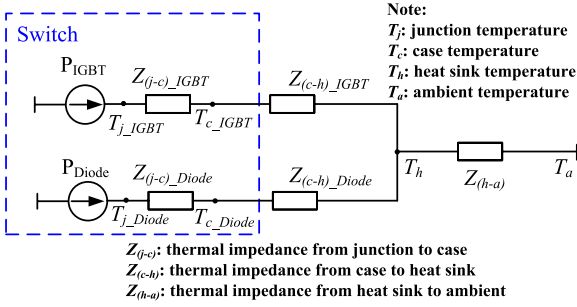 Note:
T_j: junction temperature
T_c: case temperature
T_h: heat sink temperature
T_a: ambient temperature
Switch
P_IGBT
Z_(j-c)_IGBT
Z_(c-h)_IGBT
T_j_IGBT
T_c_IGBT
P_Diode
Z_(j-c)_Diode
Z_(c-h)_Diode
T_j_Diode
T_c_Diode
T_h
Z_(h-a)
T_a
Z_(j-c): thermal impedance from junction to case
Z_(c-h): thermal impedance from case to heat sink
Z_(h-a): thermal impedance from heat sink to ambient